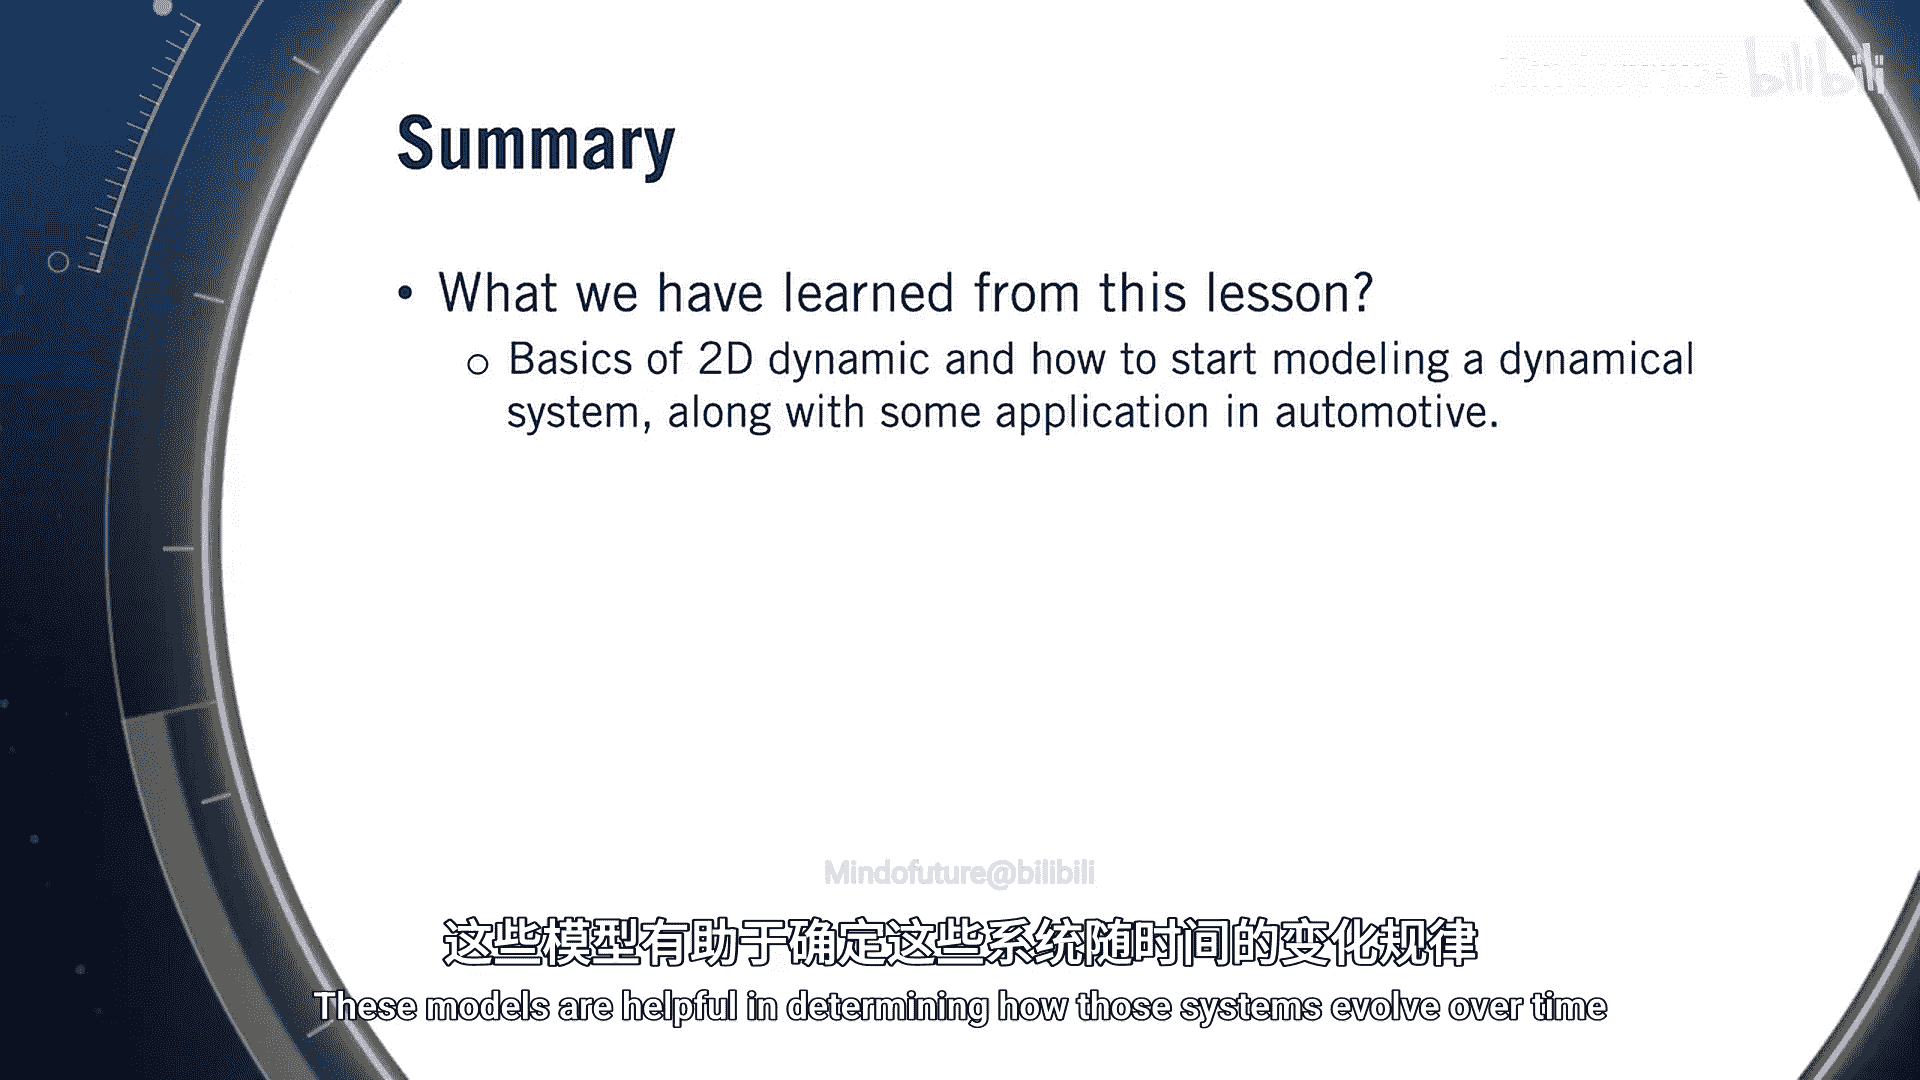 bilibili
Summary
• What we have learned from this lesson?
o Basics of 2D dynamic and how to start modeling a dynamical
system, along with some application in automotive.
Mindofuture@bilibili
这些模型有助于确定这些系统随时间的变化规律
These models are helpful in determining how those systems evolve over time